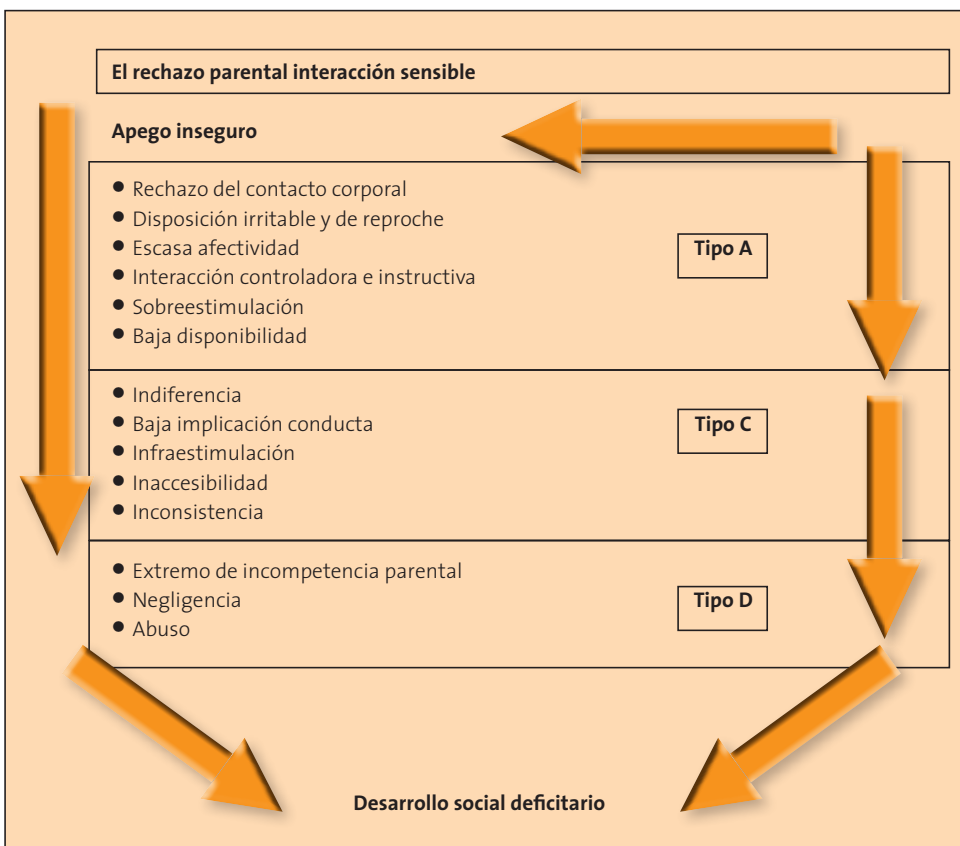 El rechazo parental interacción sensible
Apego inseguro
● Rechazo del contacto corporal
● Disposición irritable y de reproche
● Escasa afectividad
● Interacción controladora e instructiva
● Sobreestimulación
● Baja disponibilidad
Tipo A
● Indiferencia
● Baja implicación conducta
● Infraestimulación
● Inaccesibilidad
● Inconsistencia
Tipo C
● Extremo de incompetencia parental
● Negligencia
● Abuso
Tipo D
Desarrollo social deficitario